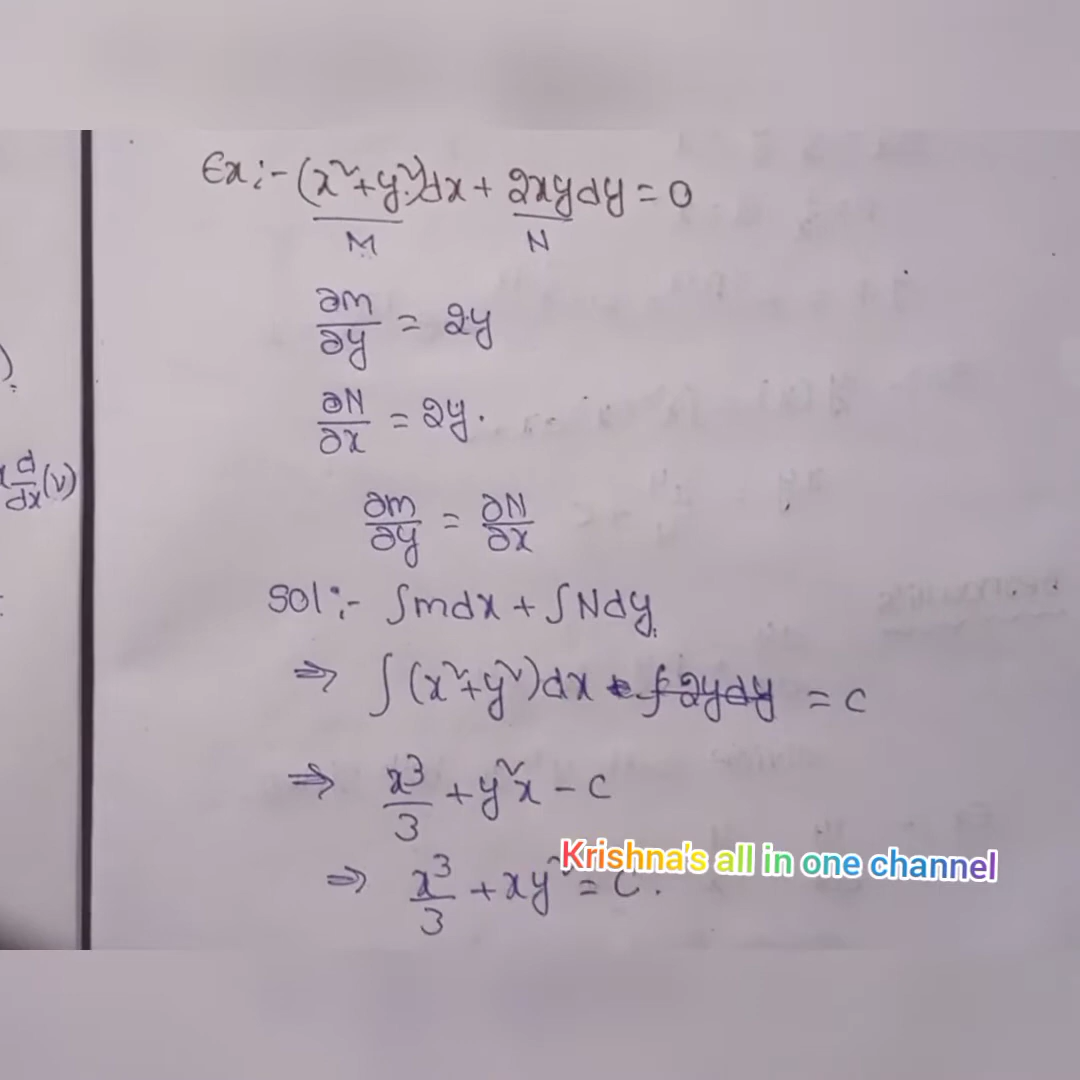 ).
x d/dx (v)
Ex:- (x²+y²)dx + 2xydy = 0
M N
∂m/∂y = 2y
∂N/∂x = 2y.
∂m/∂y = ∂N/∂x
Sol:- ∫mdx + ∫Ndy.
⇒ ∫(x²+y²)dx + ∫2ydy = c
⇒ x³/3 + y²x - c
Krishna's all in one channel
⇒ x³/3 + xy² = c.